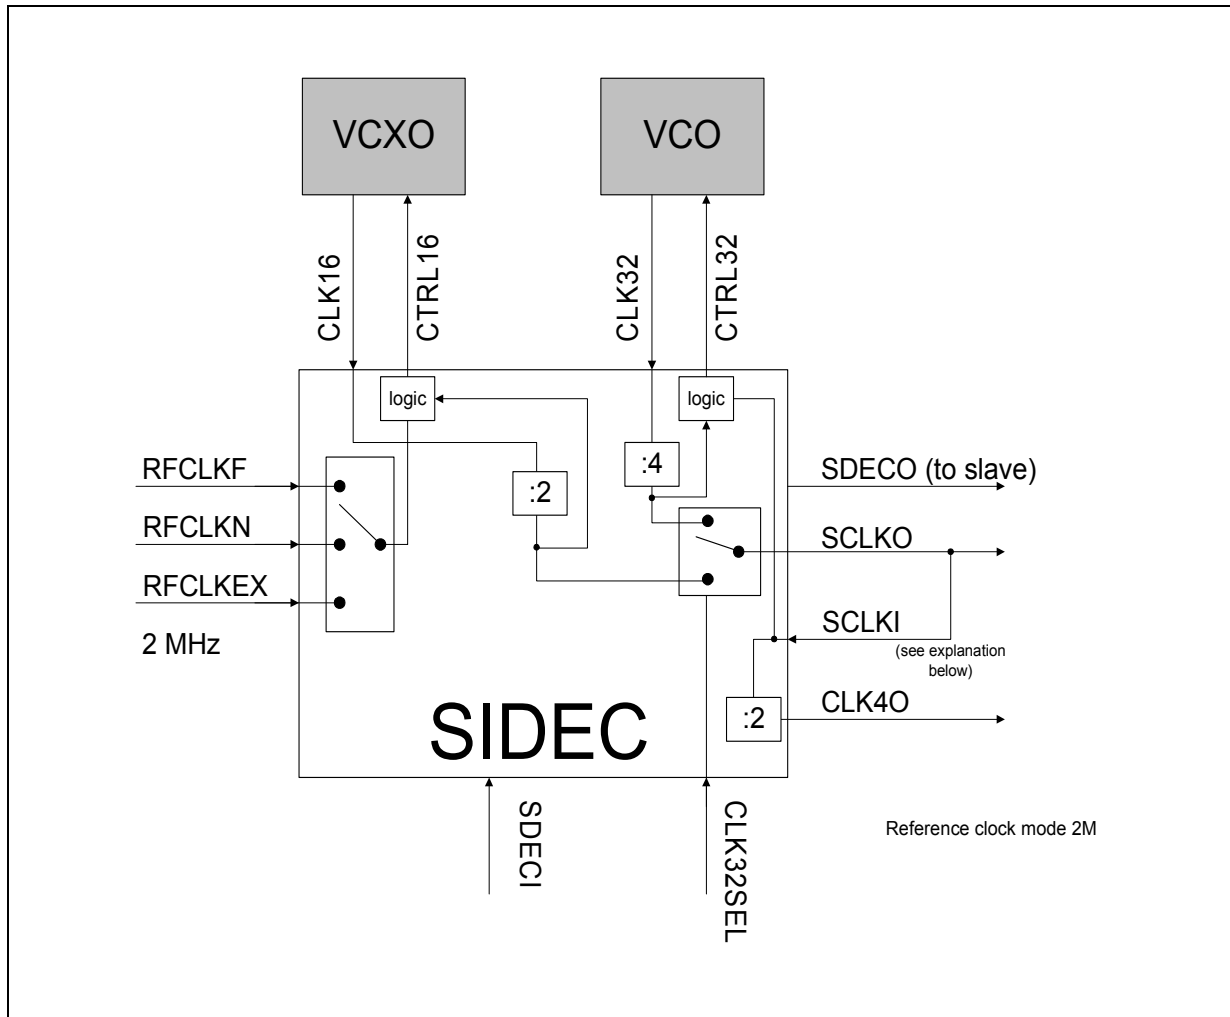 VCXO
VCO
CLK16
CTRL16
CLK32
CTRL32
logic
logic
RFCLKF
:4
SDECO (to slave)
:2
RFCLKN
SCLKO
RFCLKEX
2 MHz
SCLKI
(see explanation
below)
CLK4O
:2
SIDEC
SDECI
CLK32SEL
Reference clock mode 2M